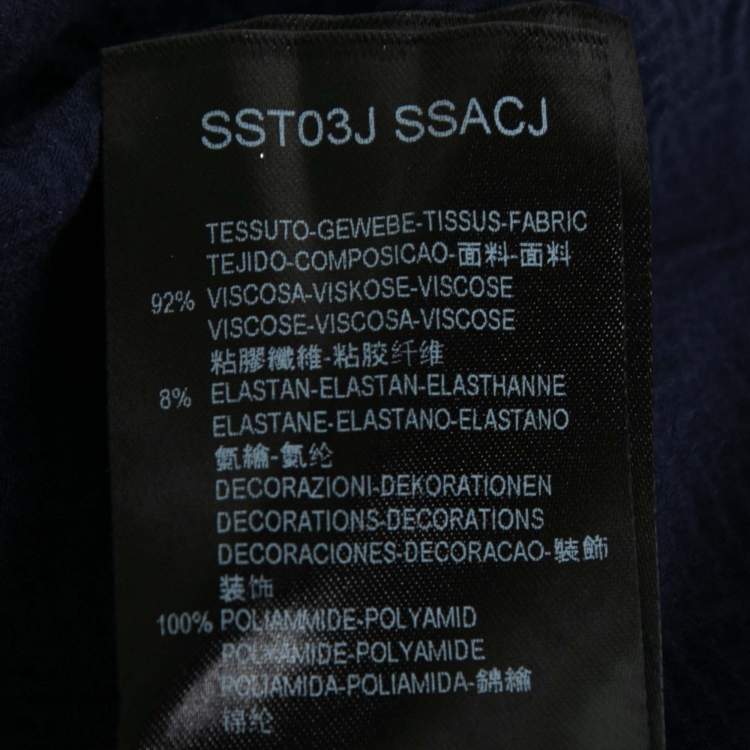 SST03J SSACJ
TESSUTO-GEWEBE-TISSUS-FABRIC
TEJIDO-COMPOSICAO-面料-面料
92% VISCOSA-VISKOSE-VISCOSE
VISCOSE-VISCOSA-VISCOSE
粘膠纖維-粘胶纤维
8% ELASTAN-ELASTAN-ELASTHANNE
ELASTANE-ELASTANO-ELASTANO
氨綸-氨纶
DECORAZIONI-DEKORATIONEN
DECORATIONS-DECORATIONS
DECORACIONES-DECORACAO-裝飾
装饰
100% POLIAMMIDE-POLYAMID
POLYAMIDE-POLYAMIDE
POLIAMIDA-POLIAMIDA-錦綸
锦纶